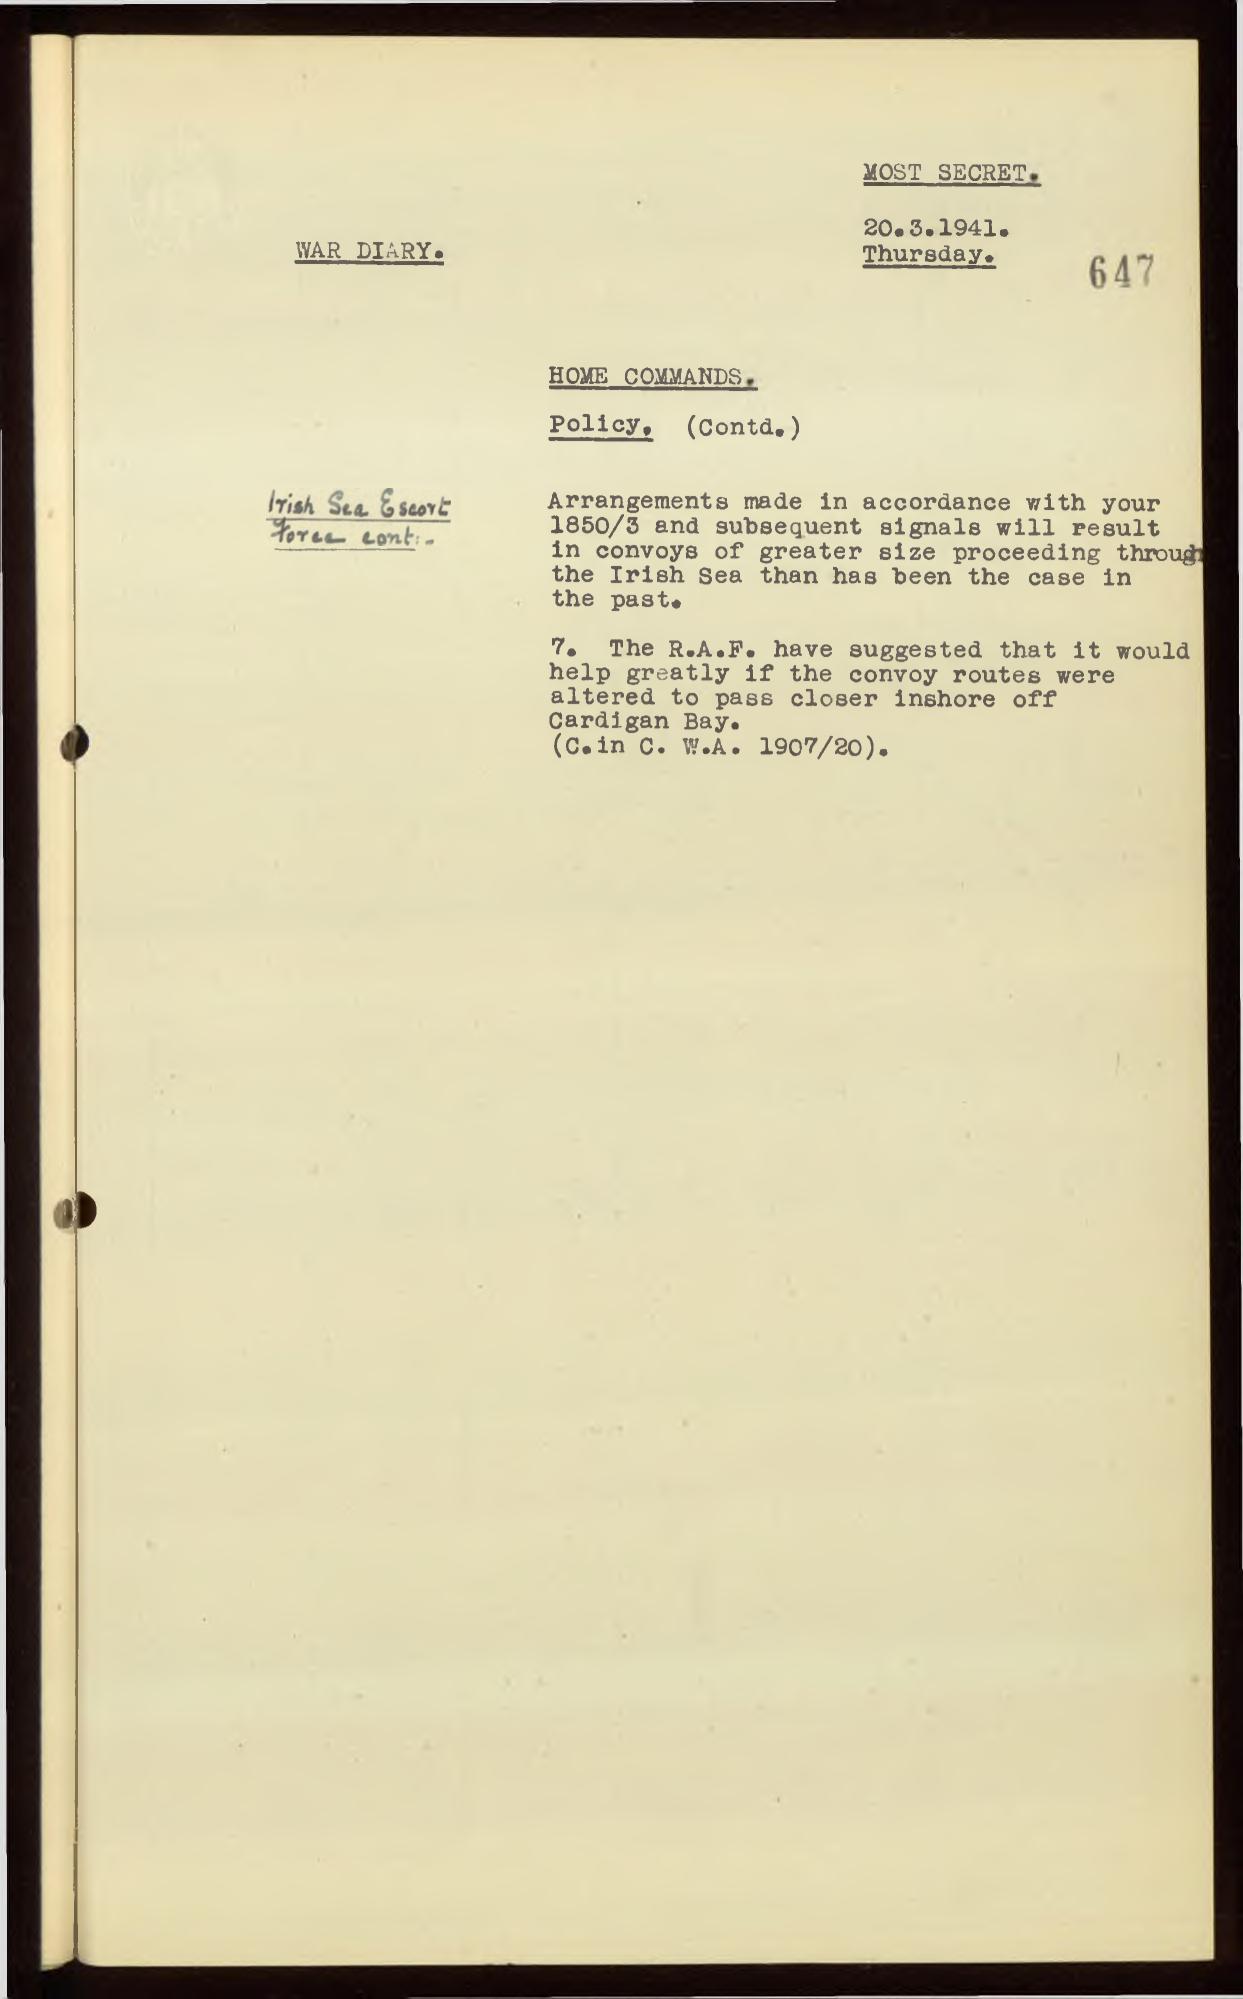 MOST SECRET.
20.3.1941.
WAR DIARY.
Thursday.
647
HOME COMMANDS.
Policy. (Contd.)
Irish Sea Escort
Force cont:-
Arrangements made in accordance with your
1850/3 and subsequent signals will result
in convoys of greater size proceeding through
the Irish Sea than has been the case in
the past.
7. The R.A.F. have suggested that it would
help greatly if the convoy routes were
altered to pass closer inshore off
Cardigan Bay.
(C.in C. W.A. 1907/20).